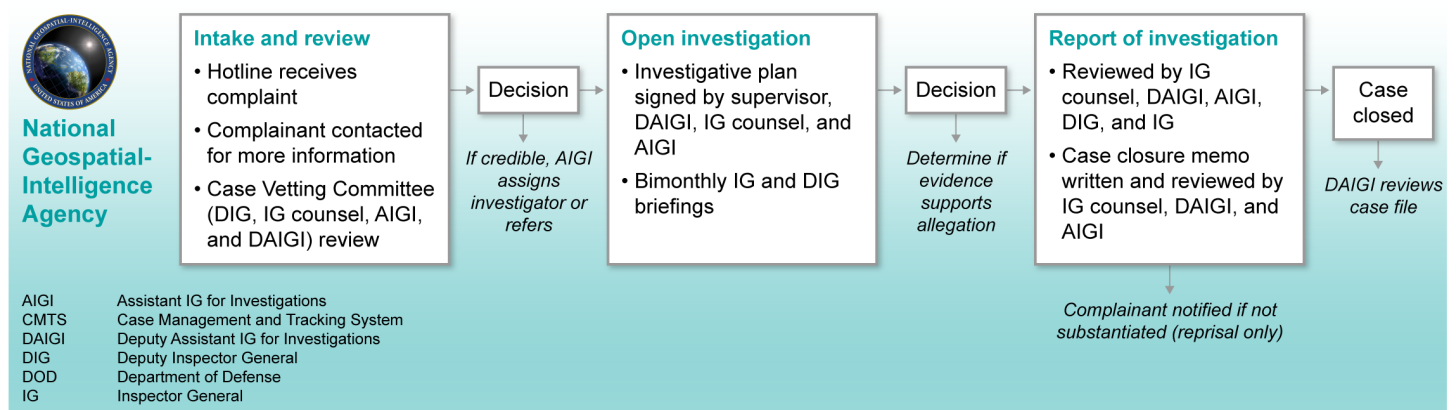 NATIONAL GEOSPATIAL-INTELLIGENCE AGENCY
UNITED STATES OF AMERICA
National
Geospatial-
Intelligence
Agency
Intake and review
• Hotline receives
complaint
• Complainant contacted
for more information
• Case Vetting Committee
(DIG, IG counsel, AIGI,
and DAIGI) review
Decision
If credible, AIGI
assigns
investigator or
refers
Open investigation
• Investigative plan
signed by supervisor,
DAIGI, IG counsel, and
AIGI
• Bimonthly IG and DIG
briefings
Decision
Determine if
evidence
supports
allegation
Report of investigation
• Reviewed by IG
counsel, DAIGI, AIGI,
DIG, and IG
• Case closure memo
written and reviewed by
IG counsel, DAIGI, and
AIGI
Complainant notified if not
substantiated (reprisal only)
Case
closed
DAIGI reviews
case file
AIGI Assistant IG for Investigations
CMTS Case Management and Tracking System
DAIGI Deputy Assistant IG for Investigations
DIG Deputy Inspector General
DOD Department of Defense
IG Inspector General